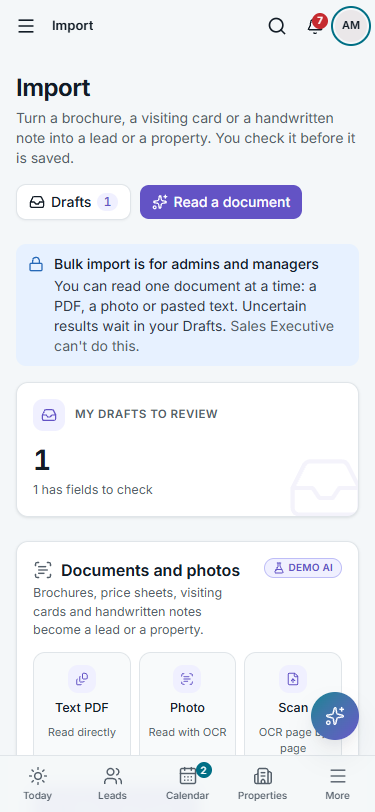 Import
7
AM
Import
Turn a brochure, a visiting card or a handwritten
note into a lead or a property. You check it before it
is saved.
Drafts 1
Read a document
Bulk import is for admins and managers
You can read one document at a time: a
PDF, a photo or pasted text. Uncertain
results wait in your Drafts. Sales Executive
can't do this.
MY DRAFTS TO REVIEW
1
1 has fields to check
Documents and photos
DEMO AI
Brochures, price sheets, visiting
cards and handwritten notes
become a lead or a property.
Text PDF
Read directly
Photo
Read with OCR
Scan
OCR page
page
Today
Leads
Calendar
2
Properties
More